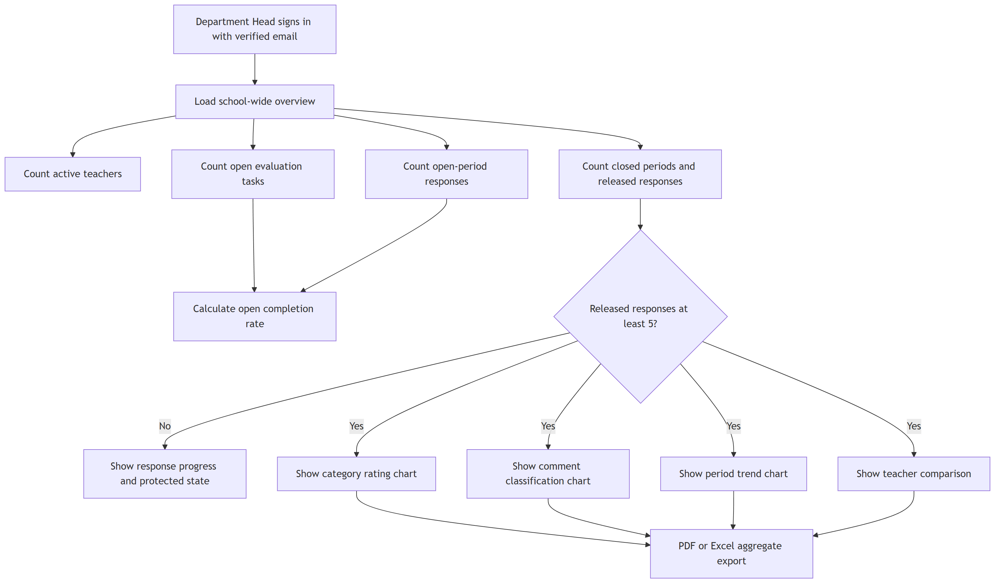 Department Head signs in
with verified email
Load school-wide overview
Count active teachers
Count open evaluation
tasks
Count open-period
responses
Count closed periods and
released responses
Calculate open completion
rate
Released responses at
least 5?
No
Yes
Yes
Yes
Yes
Show response progress
and protected state
Show category rating chart
Show comment
classification chart
Show period trend chart
Show teacher comparison
PDF or Excel aggregate
export